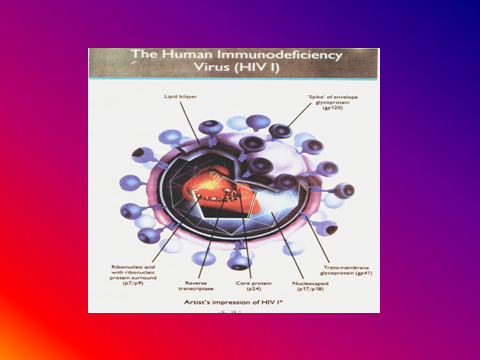 The Human Immunodeficiency
Virus (HIV I)
Lipid bilayer
'Spike' of envelope
glycoprotein
(gp120)
Ribonucleic acid
with ribonucleic
protein surround
(p7/p9)
Reverse
transcriptase
Core protein
(p24)
Nucleocapsid
(p17/p18)
Trans-membrane
glycoprotein (gp41)
Artist's impression of HIV I*